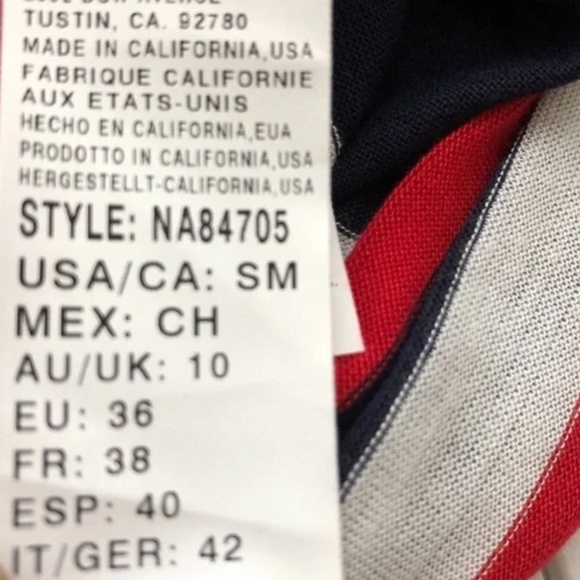 TUSTIN, CA. 92780
MADE IN CALIFORNIA,USA
FABRIQUE CALIFORNIE
AUX ETATS-UNIS
HECHO EN CALIFORNIA,EUA
PRODOTTO IN CALIFORNIA,USA
HERGESTELLT-CALIFORNIA,USA
STYLE: NA84705
USA/CA: SM
MEX: CH
AU/UK: 10
EU: 36
FR: 38
ESP: 40
IT/GER: 42